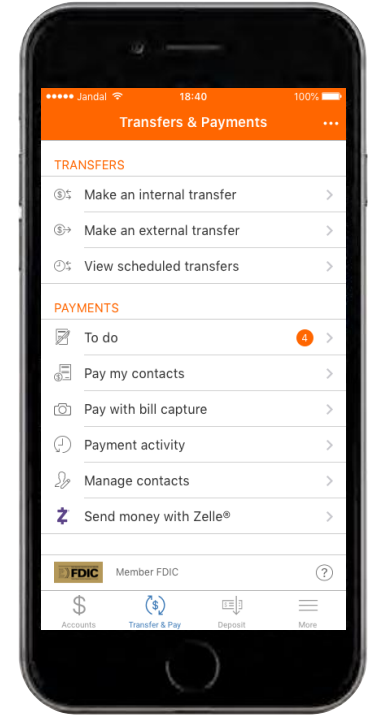 Jandal 18:40 100%
Transfers & Payments
TRANSFERS
Make an internal transfer
Make an external transfer
View scheduled transfers
PAYMENTS
To do 4
Pay my contacts
Pay with bill capture
Payment activity
Manage contacts
Send money with Zelle®
FDIC Member FDIC ?
Accounts Transfer & Pay Deposit More